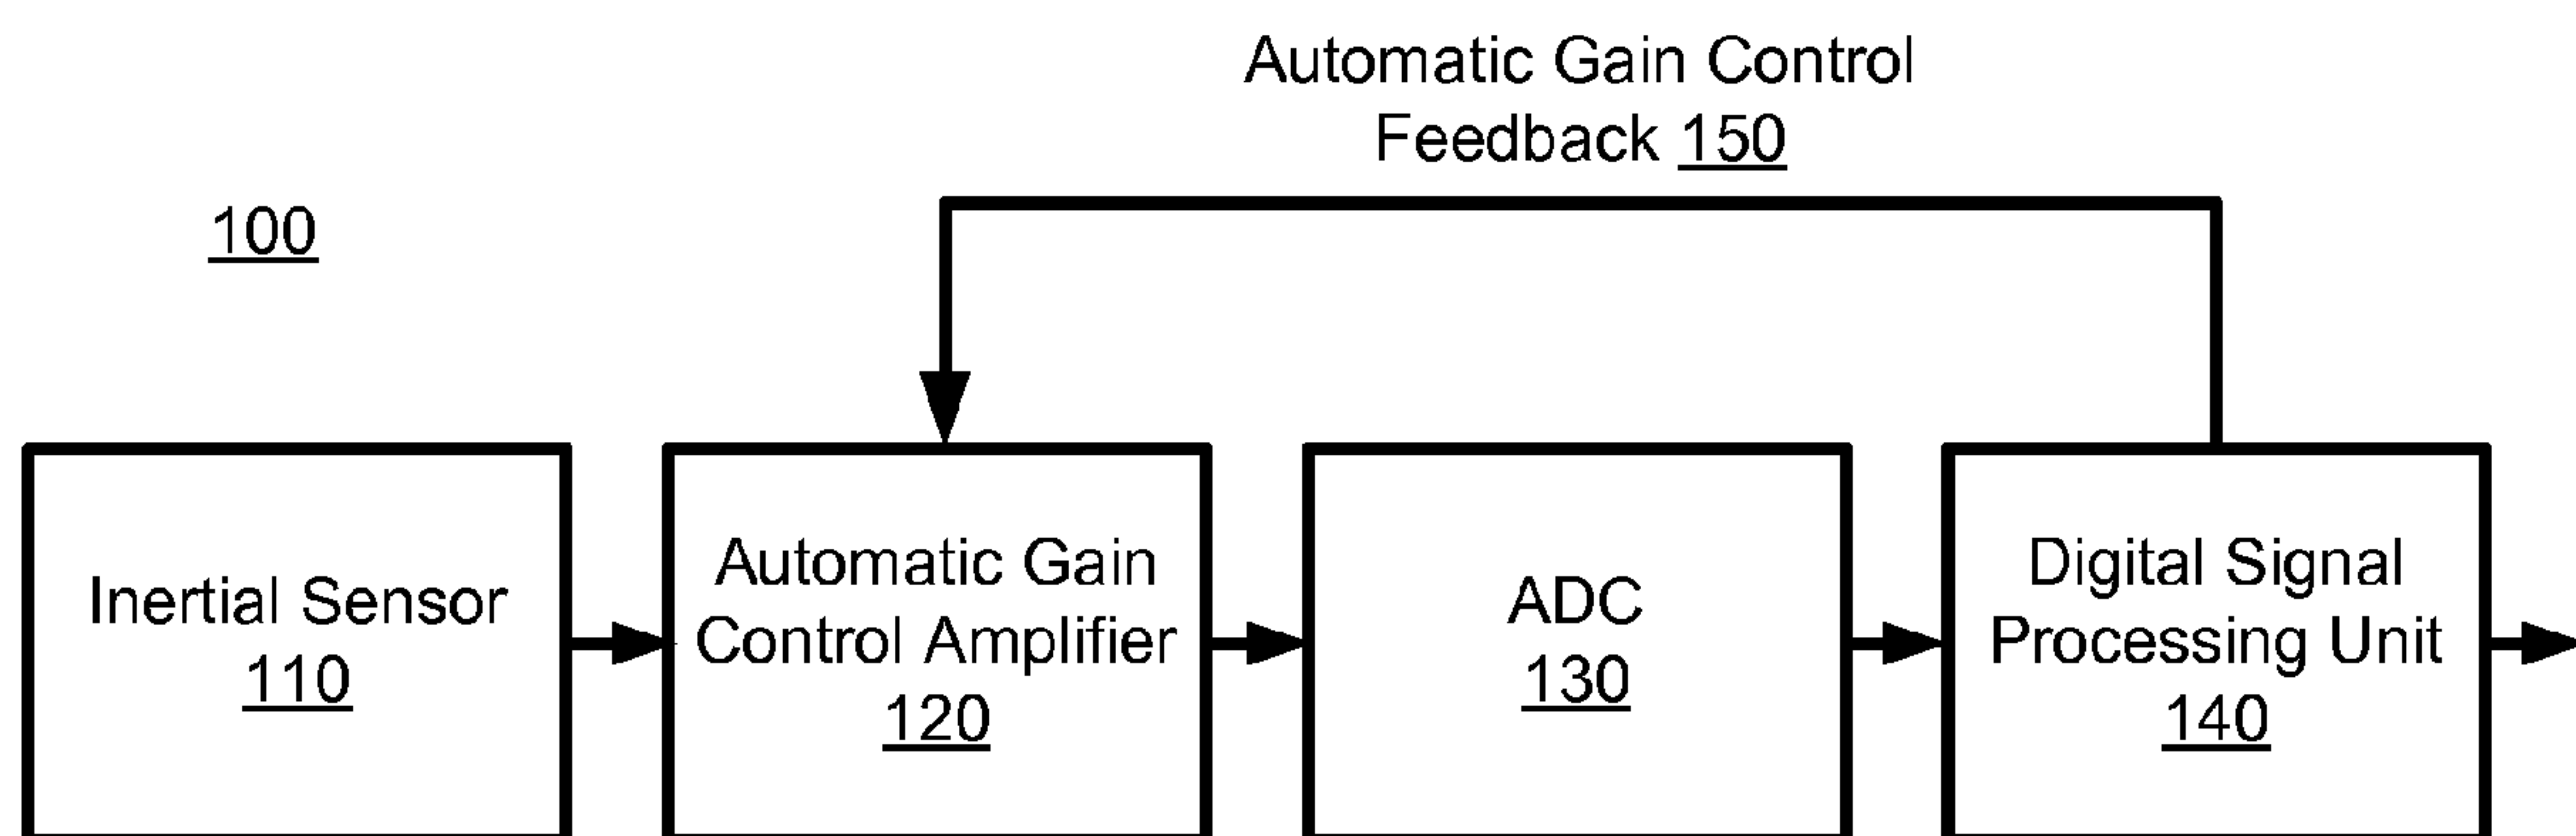 Automatic Gain Control
Feedback 150
100
Inertial Sensor
110
Automatic Gain
Control Amplifier
120
ADC
130
Digital Signal
Processing Unit
140